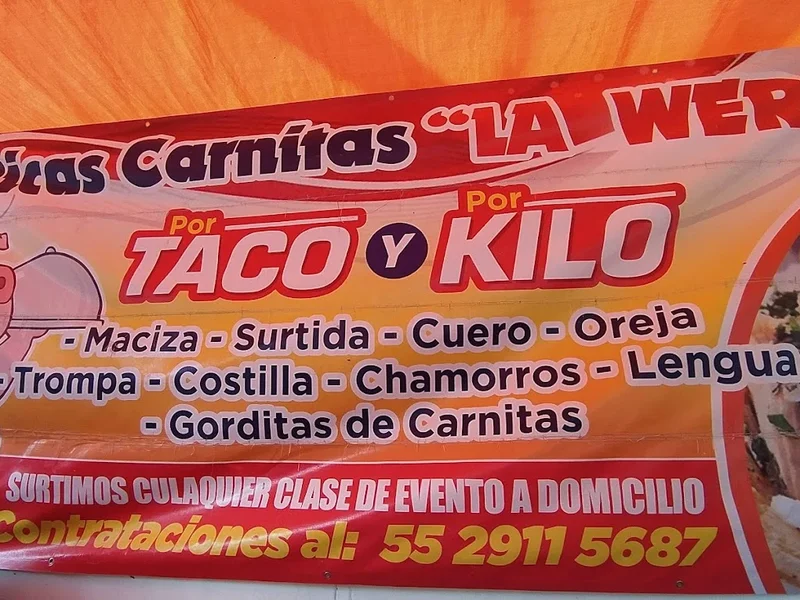 icas Carnitas "LA WER
Por TACO Y Por KILO
- Maciza - Surtida - Cuero - Oreja
- Trompa - Costilla - Chamorros - Lengua
- Gorditas de Carnitas
SURTIMOS CULAQUIER CLASE DE EVENTO A DOMICILIO
Contrataciones al: 55 2911 5687